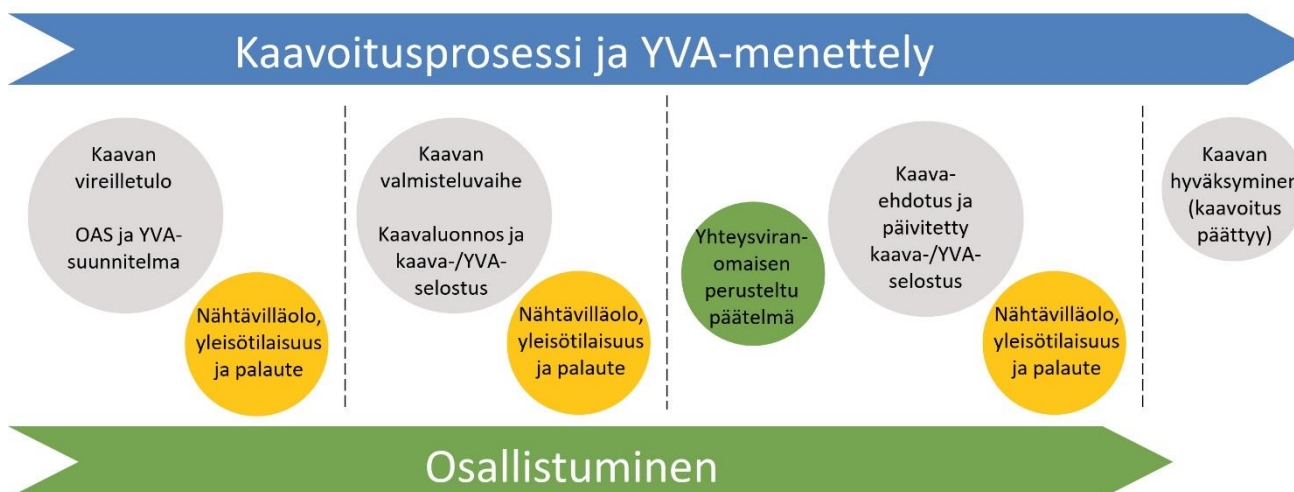 Kaavoitusprosessi ja YVA-menettely
Kaavan
vireilletulo
OAS ja YVA-
suunnitelma
Nähtävilläolo,
yleisötilaisuus
ja palaute
Kaavan
valmisteluvaihe
Kaavaluonnos ja
kaava-/YVA-
selostus
Nähtävilläolo,
yleisötilaisuus
ja palaute
Yhteysviran-
omaisen
perusteltu
päätelmä
Kaava-
ehdotus ja
päivitetty
kaava-/YVA-
selostus
Nähtävilläolo,
yleisötilaisuus
ja palaute
Kaavan
hyväksyminen
(kaavoitus
päättyy)
Osallistuminen